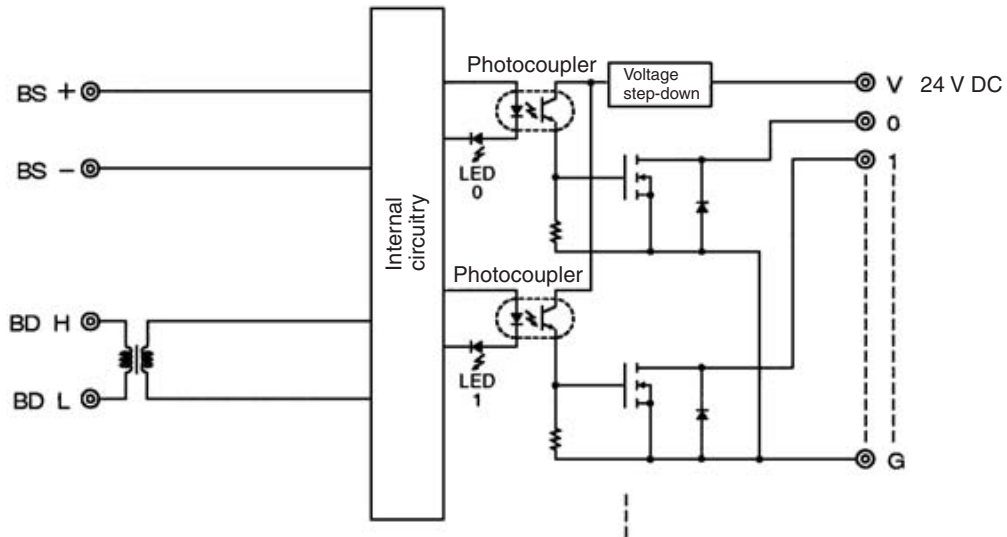 BS +
BS −
BD H
BD L
Internal
circuitry
Photocoupler
LED
0
Photocoupler
LED
1
Voltage
step-down
V 24 V DC
0
1
G